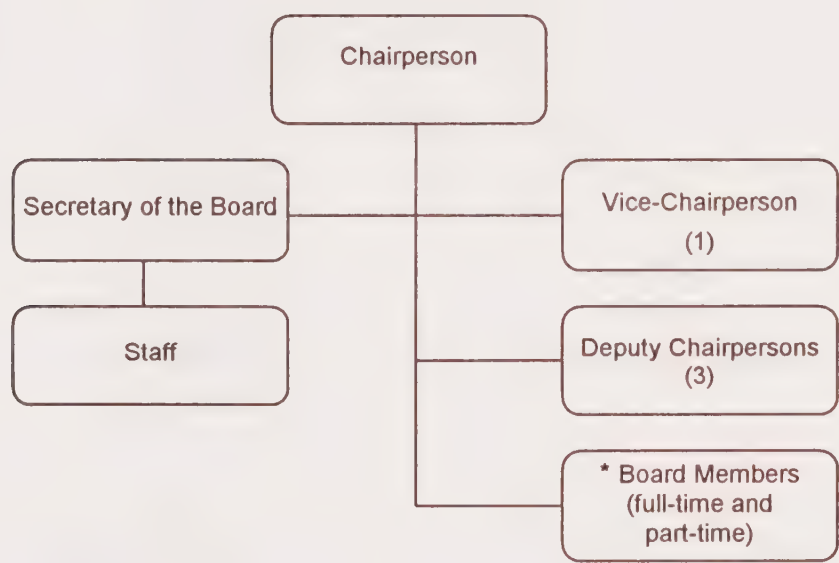 Chairperson
Secretary of the Board
Vice-Chairperson
(1)
Staff
Deputy Chairpersons
(3)
* Board Members
(full-time and
part-time)